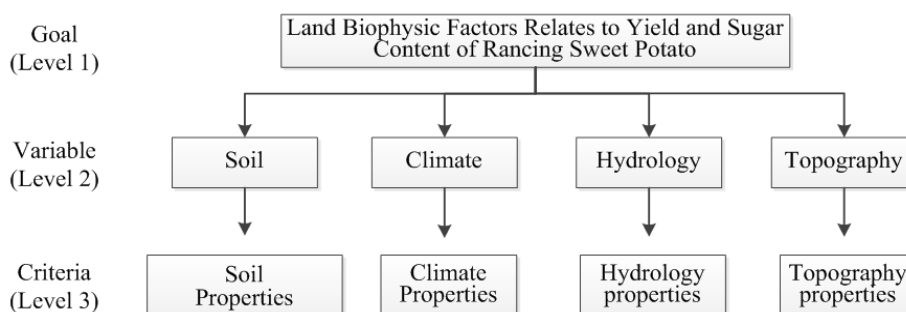 Goal
(Level 1)
Land Biophysic Factors Relates to Yield and Sugar
Content of Rancing Sweet Potato
Variable
(Level 2)
Soil
Climate
Hydrology
Topography
Criteria
(Level 3)
Soil
Properties
Climate
Properties
Hydrology
properties
Topography
properties